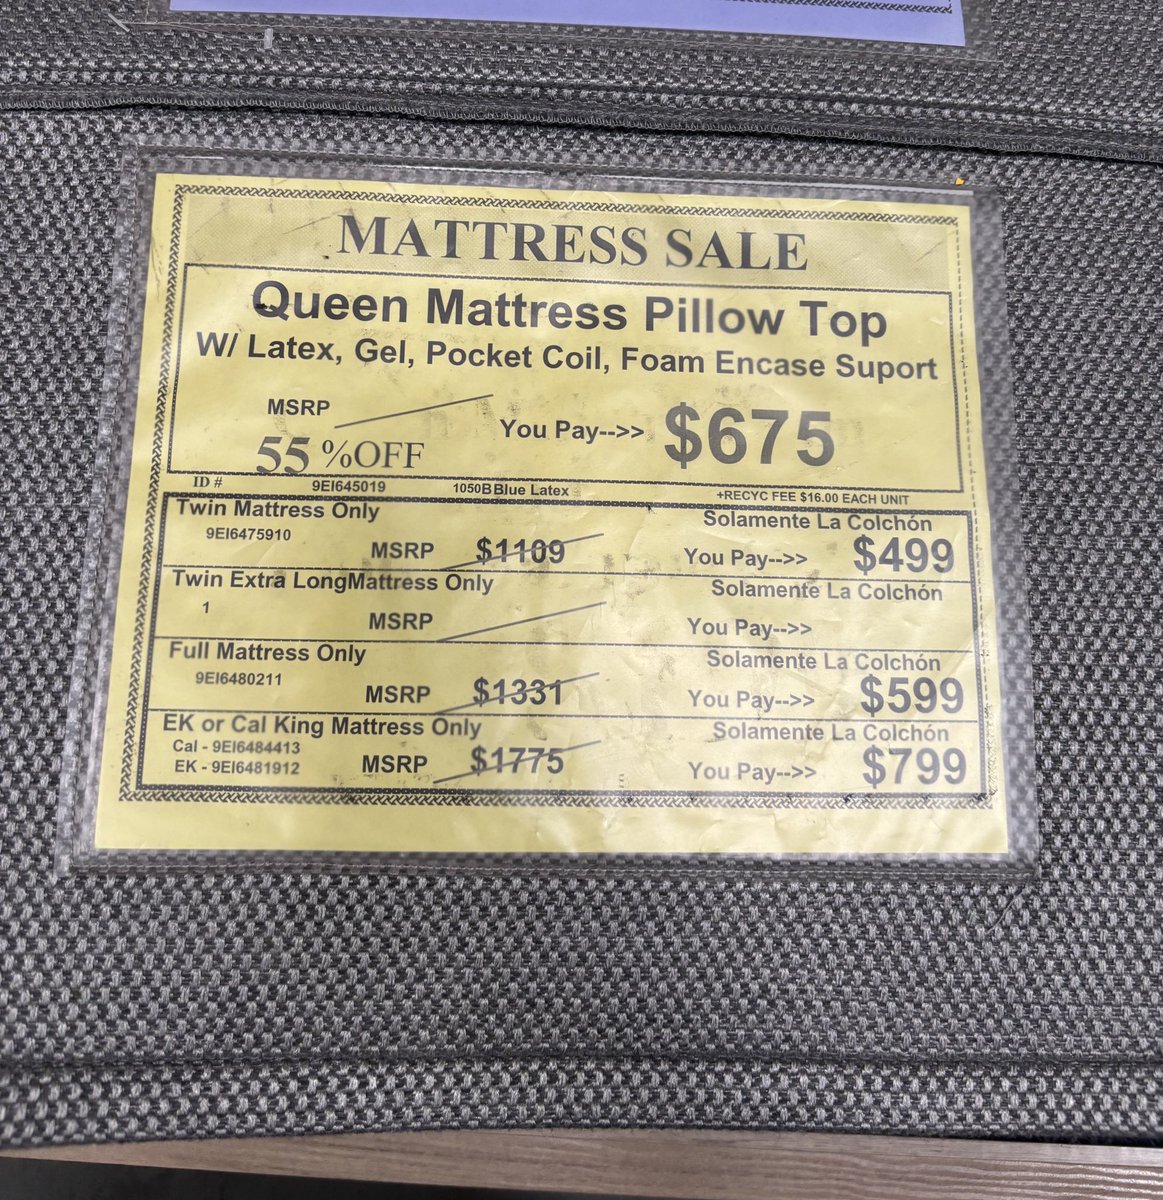 MATTRESS SALE
Queen Mattress Pillow Top
W/ Latex, Gel, Pocket Coil, Foam Encase Suport
MSRP
55 %OFF You Pay-->> $675
ID # 9EI645019 1050B Blue Latex +RECYC FEE $16.00 EACH UNIT
Twin Mattress Only Solamente La Colchón
9EI6475910 MSRP $1109 You Pay-->> $499
Twin Extra LongMattress Only Solamente La Colchón
1 MSRP You Pay-->>
Full Mattress Only Solamente La Colchón
9EI6480211 MSRP $1331 You Pay-->> $599
EK or Cal King Mattress Only Solamente La Colchón
Cal - 9EI6484413
EK - 9EI6481912 MSRP $1775 You Pay-->> $799